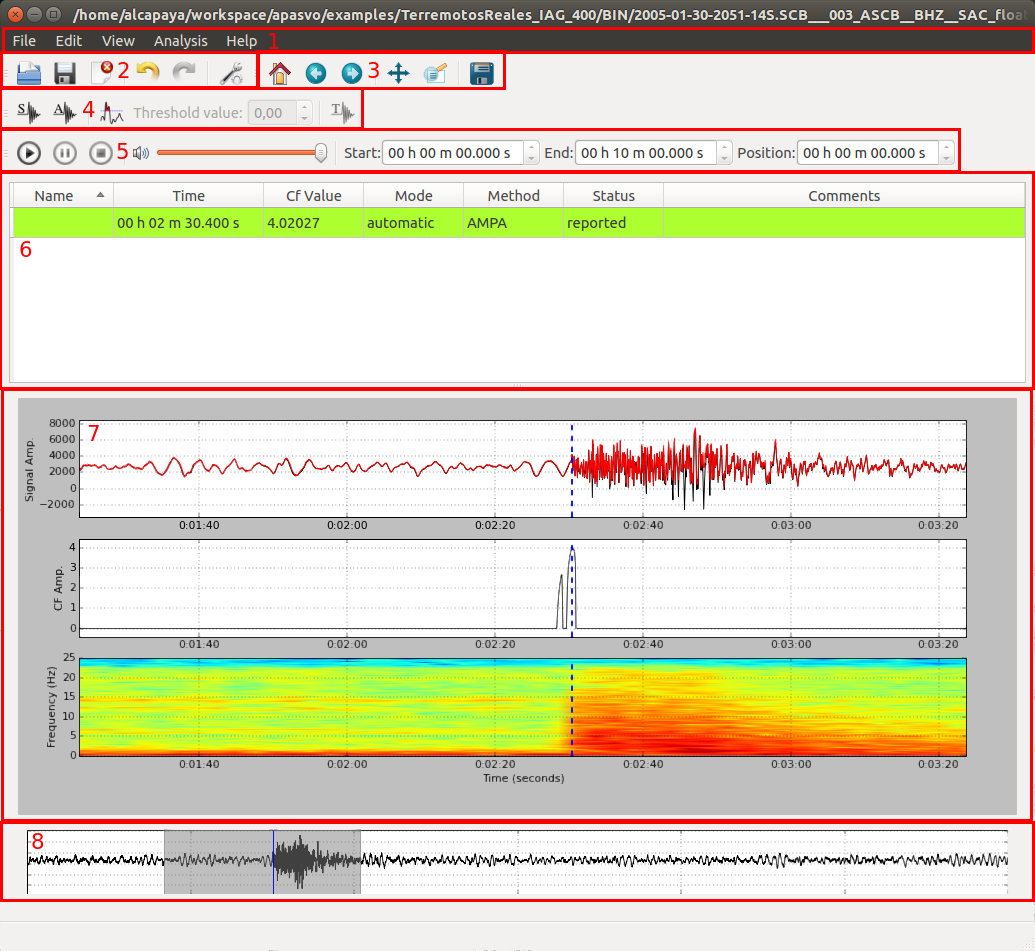 /home/alcapaya/workspace/apasvo/examples/TerremotosReales_IAG_400/BIN/2005-01-30-2051-14S.SCB___003_ASCB__BHZ__SAC_floa
File Edit View Analysis Help 1
2 3
S A 4 Threshold value: 0,00 T
5 Start: 00 h 00 m 00.000 s End: 00 h 10 m 00.000 s Position: 00 h 00 m 00.000 s
Name Time Cf Value Mode Method Status Comments
00 h 02 m 30.400 s 4.02027 automatic AMPA reported
6
7
Signal Amp.
8000
6000
4000
2000
0
−2000
0:01:40 0:02:00 0:02:20 0:02:40 0:03:00 0:03:20
CF Amp.
4
3
2
1
0
0:01:40 0:02:00 0:02:20 0:02:40 0:03:00 0:03:20
Frequency (Hz)
25
20
15
10
5
0
0:01:40 0:02:00 0:02:20 0:02:40 0:03:00 0:03:20
Time (seconds)
8